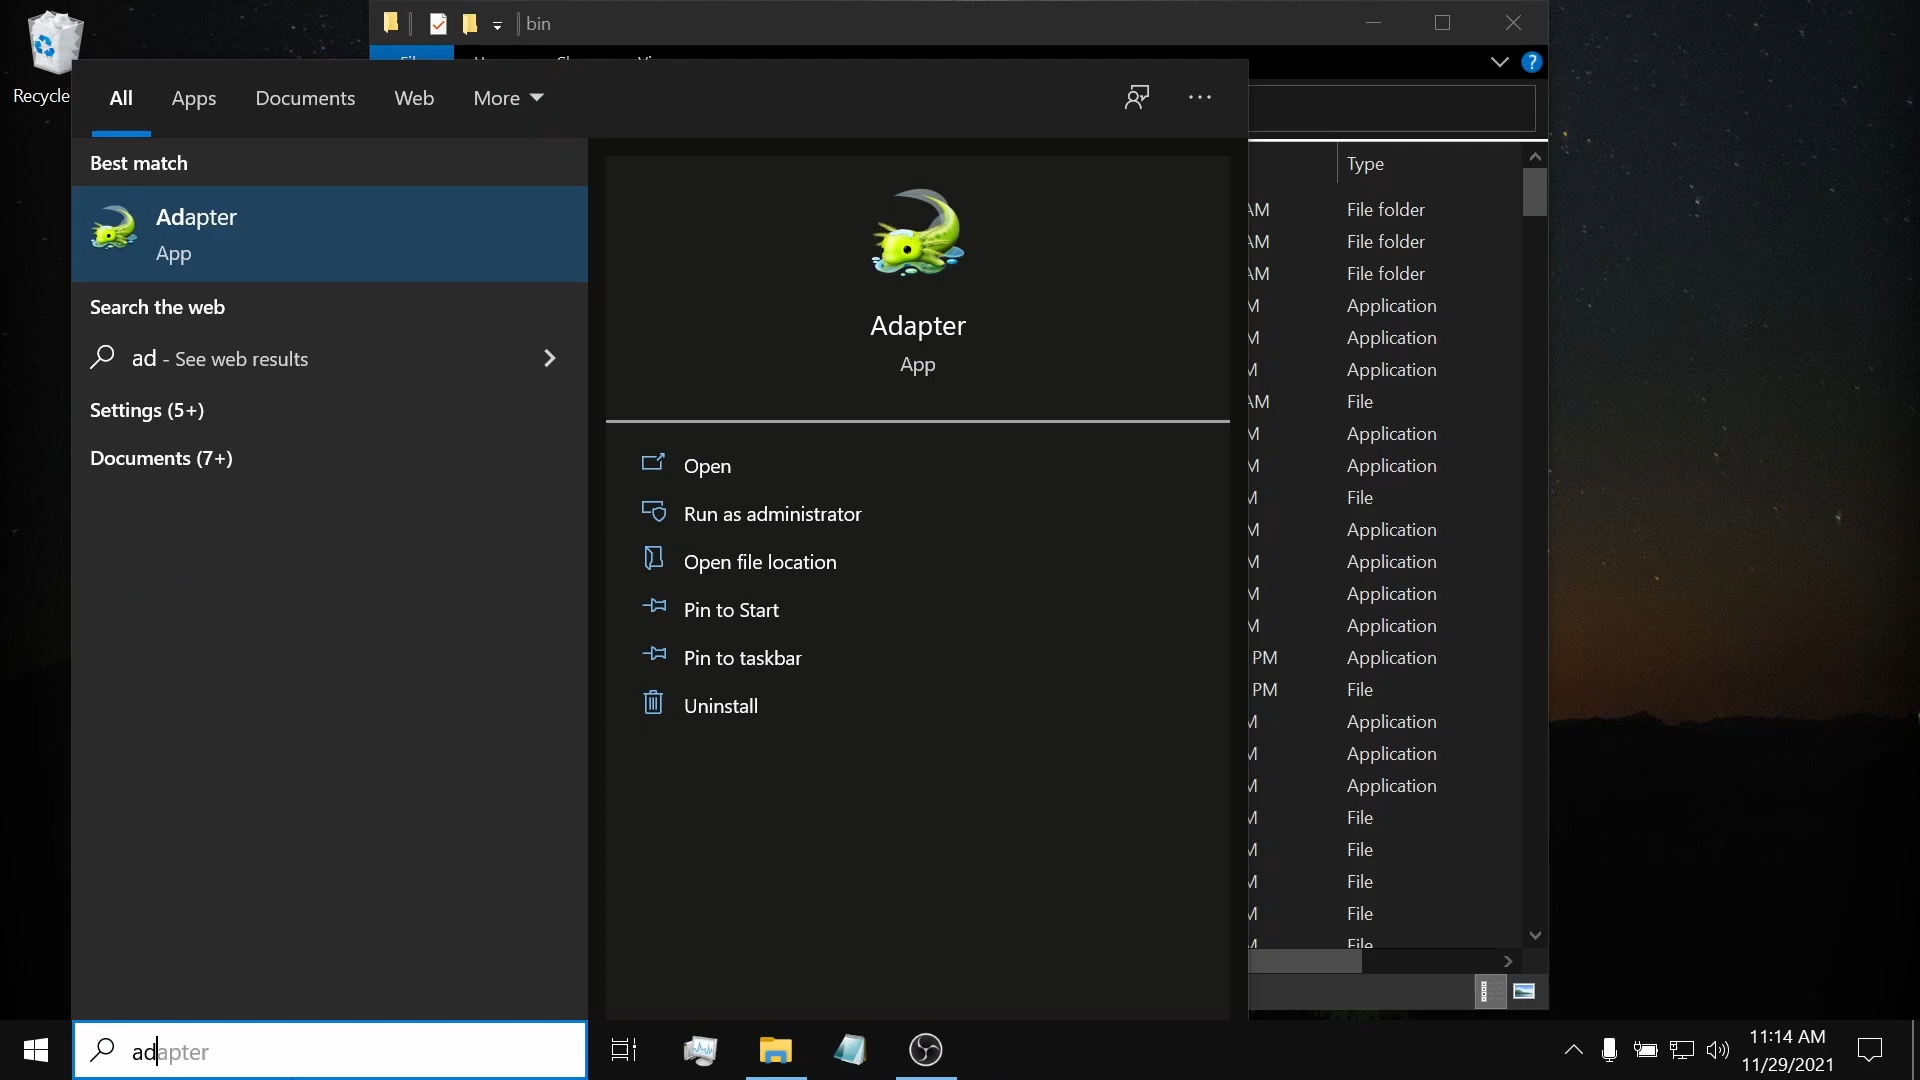 bin
Recycle
All
Apps
Documents
Web
More
Best match
Adapter
App
Search the web
ad - See web results
Settings (5+)
Documents (7+)
Adapter
App
Open
Run as administrator
Open file location
Pin to Start
Pin to taskbar
Uninstall
Type
AM File folder
AM File folder
AM File folder
M Application
M Application
M Application
AM File
M Application
M Application
M File
M Application
M Application
M Application
M Application
PM Application
PM File
M Application
M Application
M Application
M File
M File
M File
M File
M File
adapter
11:14 AM
11/29/2021